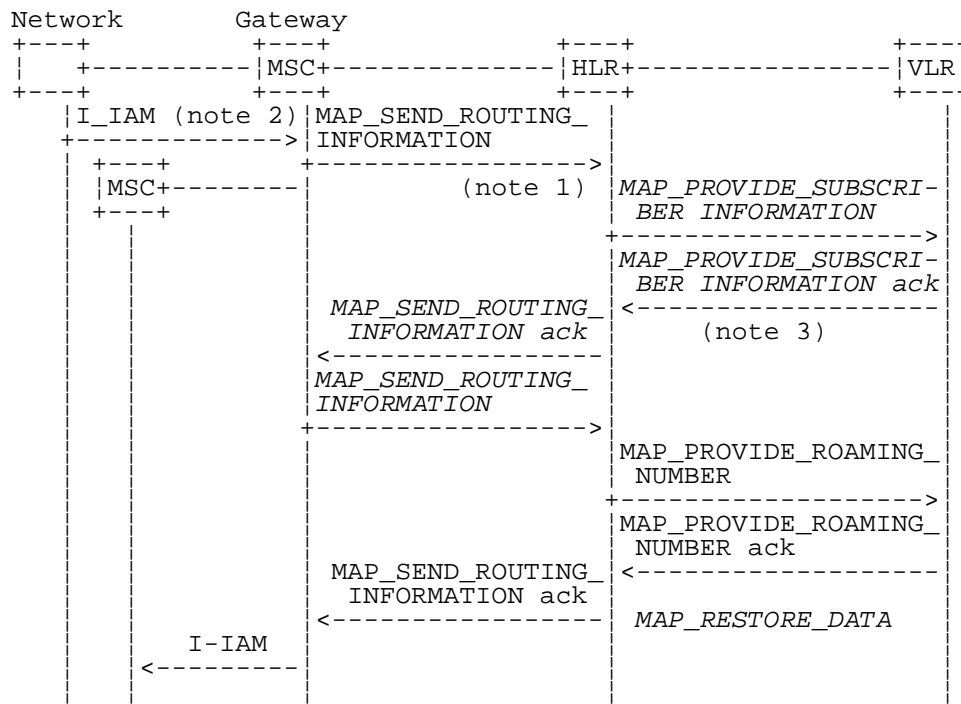 Network Gateway
MSC HLR VLR
I_IAM (note 2) MAP_SEND_ROUTING_
INFORMATION
MSC (note 1) MAP_PROVIDE_SUBSCRI-
BER INFORMATION
MAP_PROVIDE_SUBSCRI-
BER INFORMATION ack
MAP_SEND_ROUTING_
INFORMATION ack (note 3)
MAP_SEND_ROUTING_
INFORMATION
MAP_PROVIDE_ROAMING_
NUMBER
MAP_PROVIDE_ROAMING_
NUMBER ack
MAP_SEND_ROUTING_
INFORMATION ack
MAP_RESTORE_DATA
I-IAM